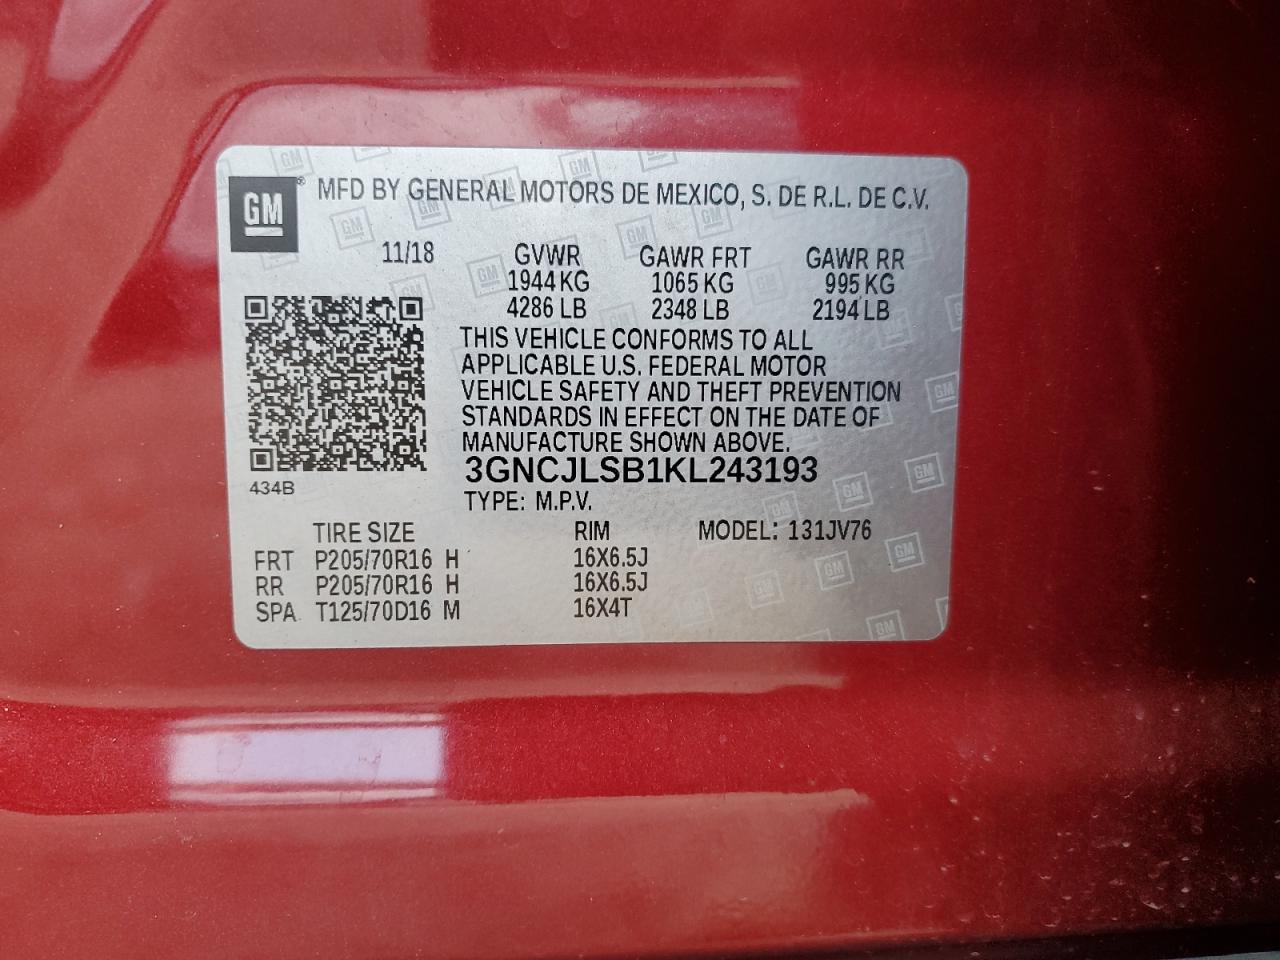 GM® MFD BY GENERAL MOTORS DE MEXICO, S. DE R.L. DE C.V.
11/18 GVWR GAWR FRT GAWR RR
1944 KG 1065 KG 995 KG
4286 LB 2348 LB 2194 LB
THIS VEHICLE CONFORMS TO ALL
APPLICABLE U.S. FEDERAL MOTOR
VEHICLE SAFETY AND THEFT PREVENTION
STANDARDS IN EFFECT ON THE DATE OF
MANUFACTURE SHOWN ABOVE.
3GNCJLSB1KL243193
434B
TYPE: M.P.V.
TIRE SIZE RIM MODEL: 131JV76
FRT P205/70R16 H 16X6.5J
RR P205/70R16 H 16X6.5J
SPA T125/70D16 M 16X4T